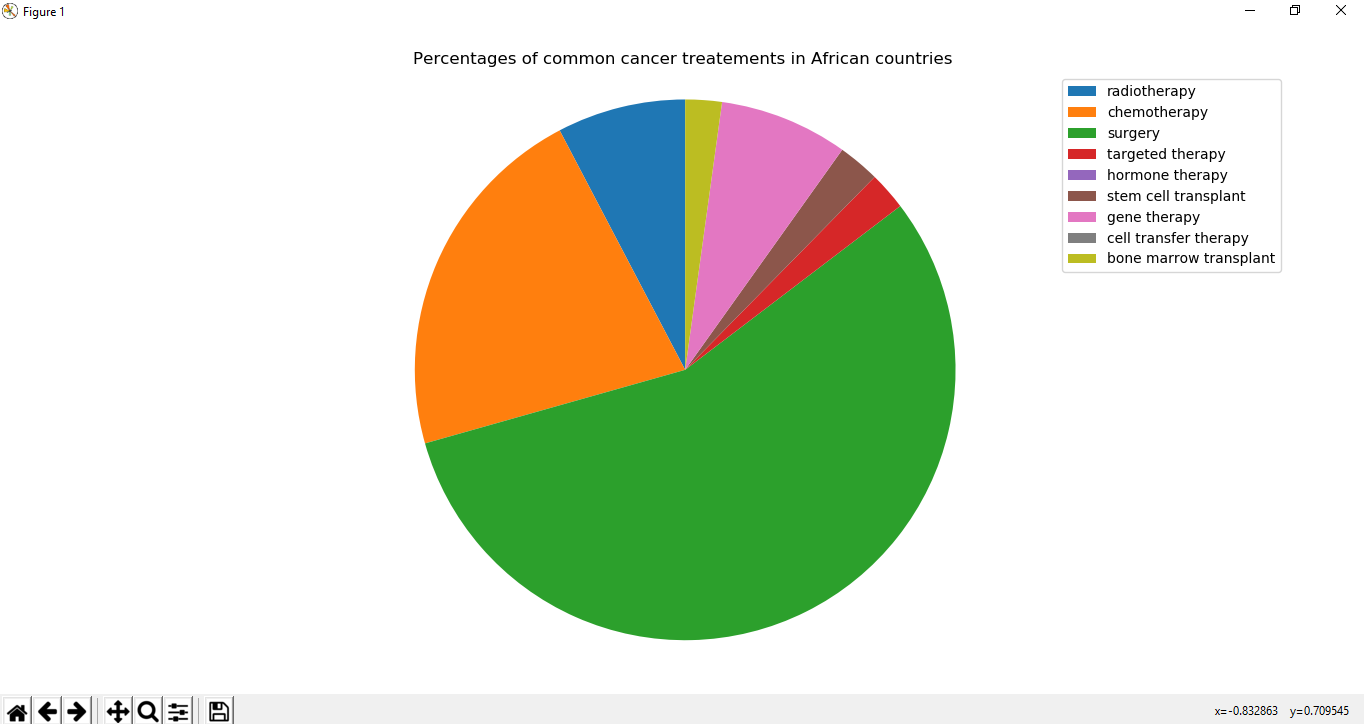 Figure 1
Percentages of common cancer treatements in African countries
radiotherapy
chemotherapy
surgery
targeted therapy
hormone therapy
stem cell transplant
gene therapy
cell transfer therapy
bone marrow transplant
x=-0.832863 y=0.709545